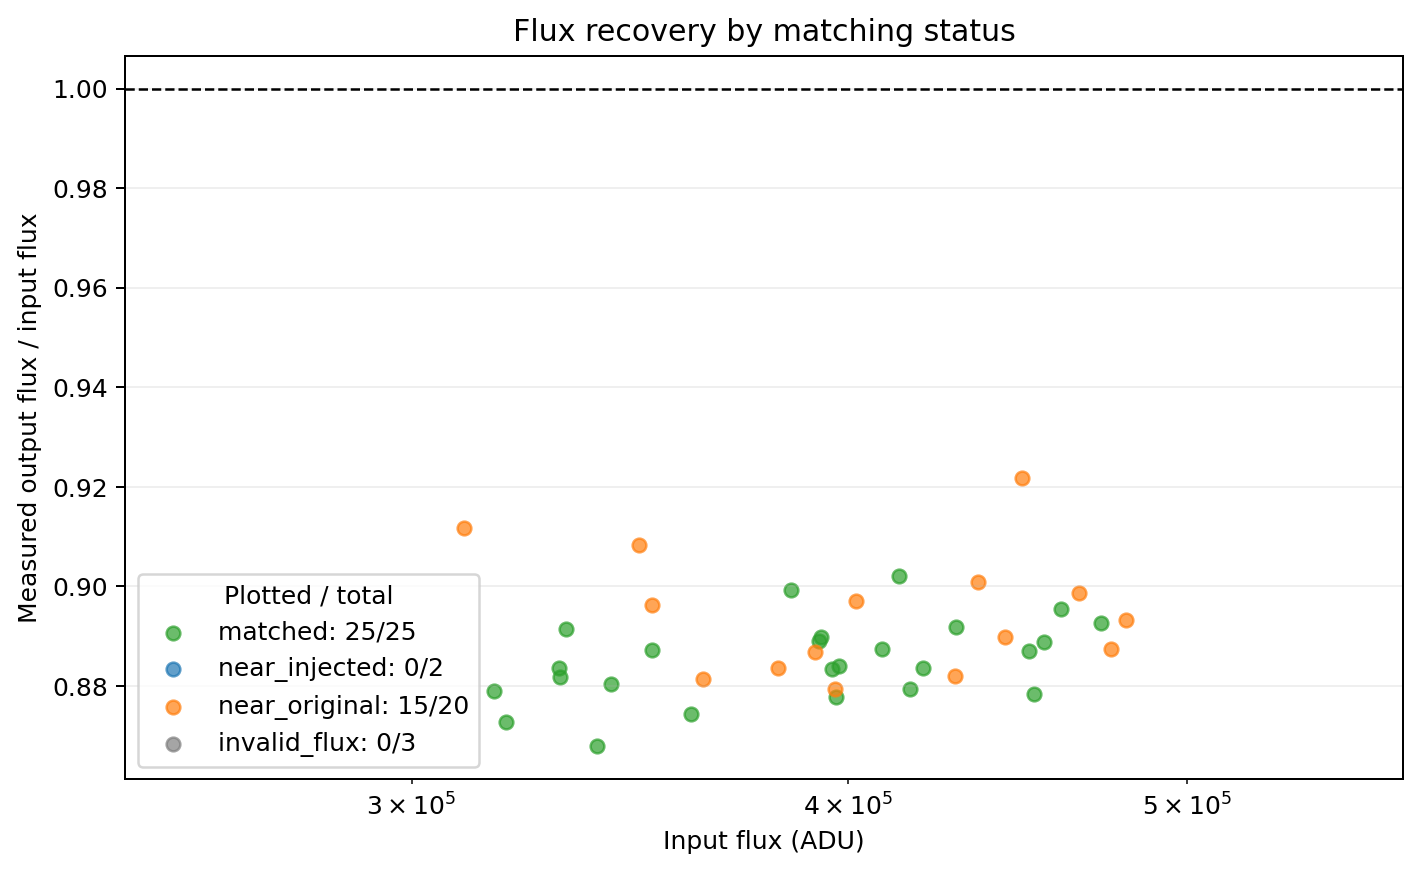 Flux recovery by matching status
Measured output flux / input flux
1.00
0.98
0.96
0.94
0.92
0.90
0.88
Plotted / total
matched: 25/25
near_injected: 0/2
near_original: 15/20
invalid_flux: 0/3
3 × 10⁵
4 × 10⁵
5 × 10⁵
Input flux (ADU)